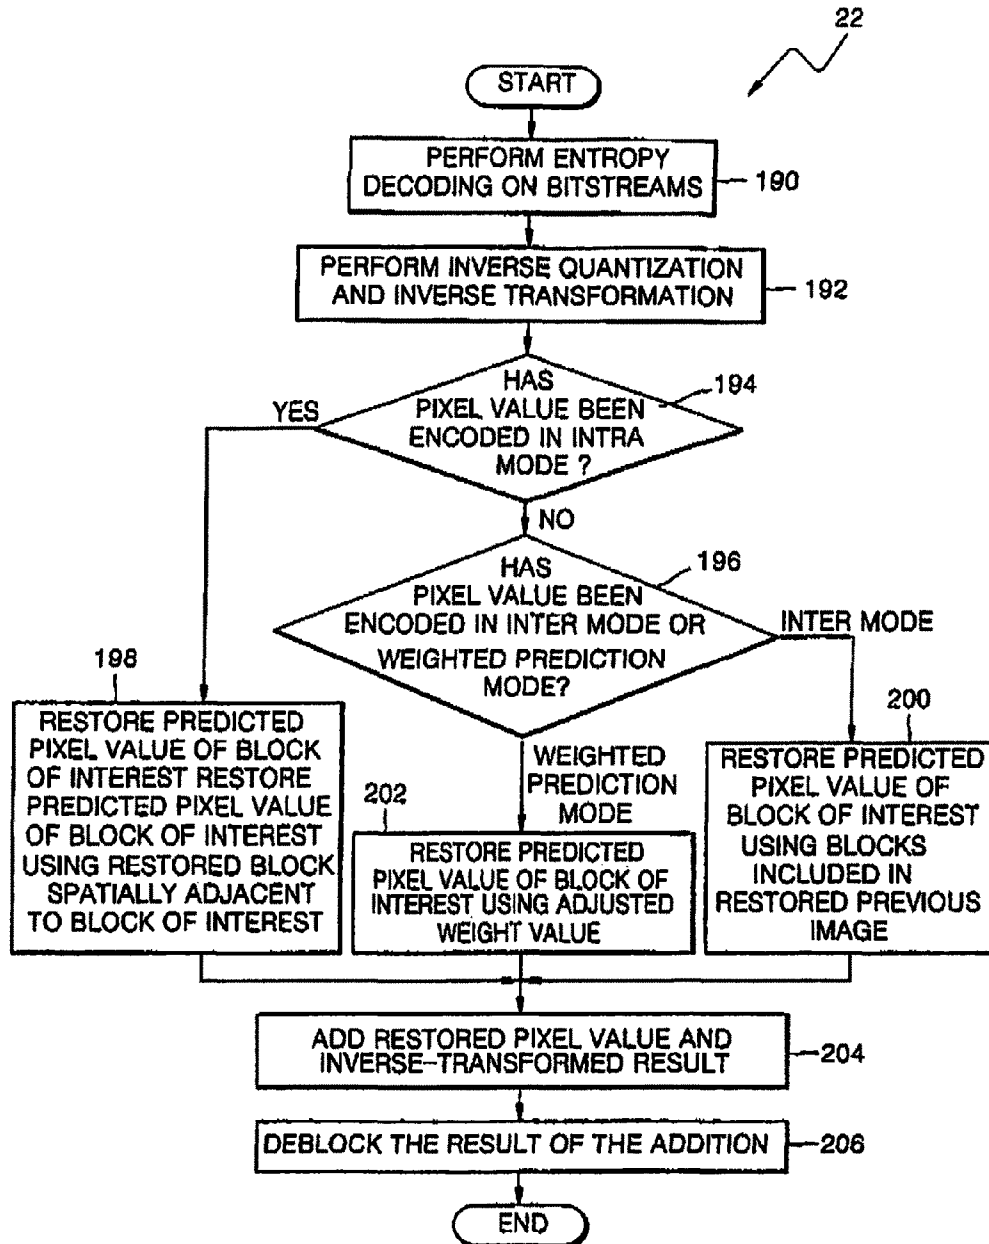 22
START
PERFORM ENTROPY
DECODING ON BITSTREAMS
190
PERFORM INVERSE QUANTIZATION
AND INVERSE TRANSFORMATION
192
HAS
PIXEL VALUE BEEN
ENCODED IN INTRA
MODE ?
194
YES
NO
HAS
PIXEL VALUE BEEN
ENCODED IN INTER MODE OR
WEIGHTED PREDICTION
MODE?
196
INTER MODE
WEIGHTED
PREDICTION
MODE
198
RESTORE PREDICTED
PIXEL VALUE OF BLOCK
OF INTEREST RESTORE
PREDICTED PIXEL VALUE
OF BLOCK OF INTEREST
USING RESTORED BLOCK
SPATIALLY ADJACENT
TO BLOCK OF INTEREST
202
RESTORE PREDICTED
PIXEL VALUE OF BLOCK OF
INTEREST USING ADJUSTED
WEIGHT VALUE
200
RESTORE PREDICTED
PIXEL VALUE OF
BLOCK OF INTEREST
USING BLOCKS
INCLUDED IN
RESTORED PREVIOUS
IMAGE
ADD RESTORED PIXEL VALUE AND
INVERSE-TRANSFORMED RESULT
204
DEBLOCK THE RESULT OF THE ADDITION
206
END